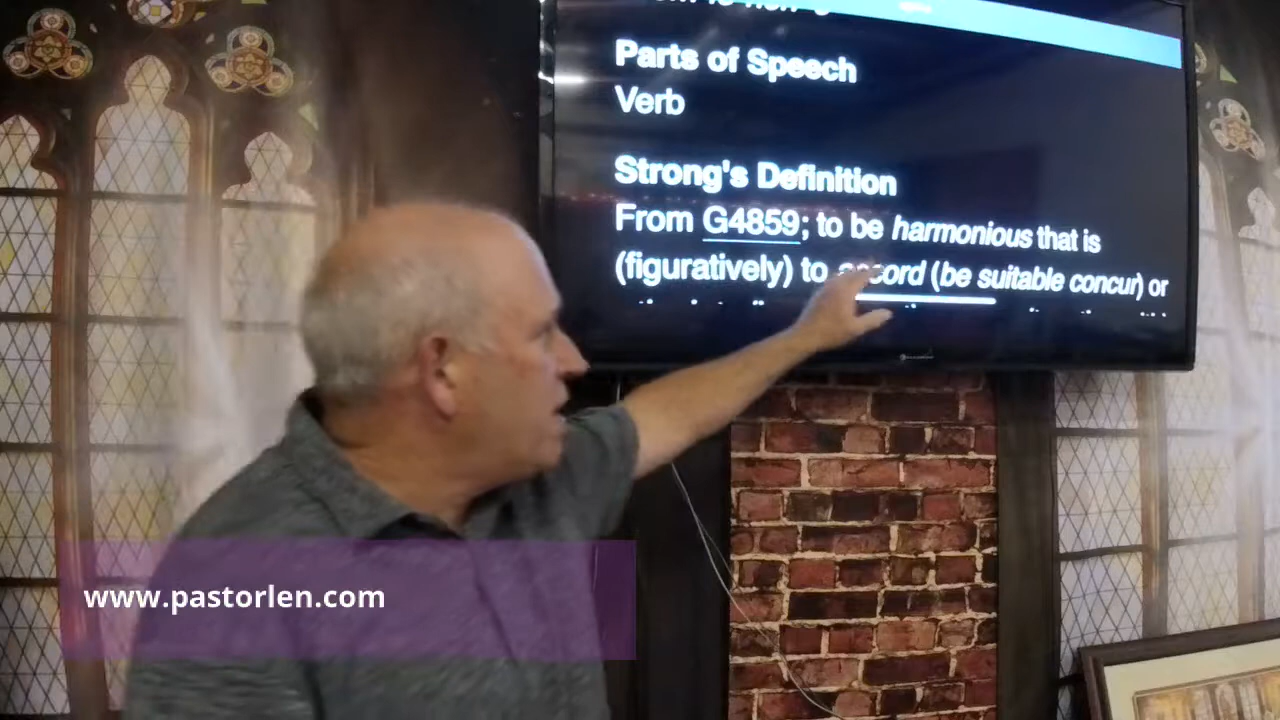 Parts of Speech
Verb
Strong's Definition
From G4859; to be harmonious that is
(figuratively) to accord (be suitable concur) or
www.pastorlen.com